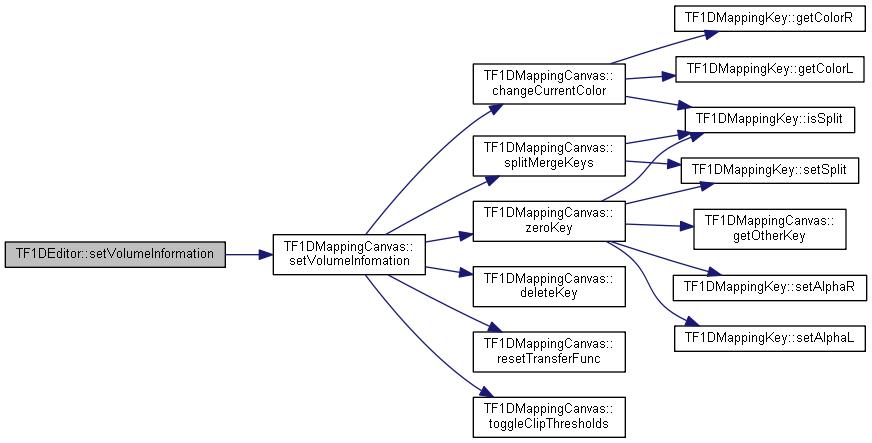 TF1DEditor::setVolumeInformation
TF1DMappingCanvas::
setVolumeInfomation
TF1DMappingCanvas::
changeCurrentColor
TF1DMappingCanvas::
splitMergeKeys
TF1DMappingCanvas::
zeroKey
TF1DMappingCanvas::
deleteKey
TF1DMappingCanvas::
resetTransferFunc
TF1DMappingCanvas::
toggleClipThresholds
TF1DMappingKey::getColorR
TF1DMappingKey::getColorL
TF1DMappingKey::isSplit
TF1DMappingKey::setSplit
TF1DMappingCanvas::
getOtherKey
TF1DMappingKey::setAlphaR
TF1DMappingKey::setAlphaL